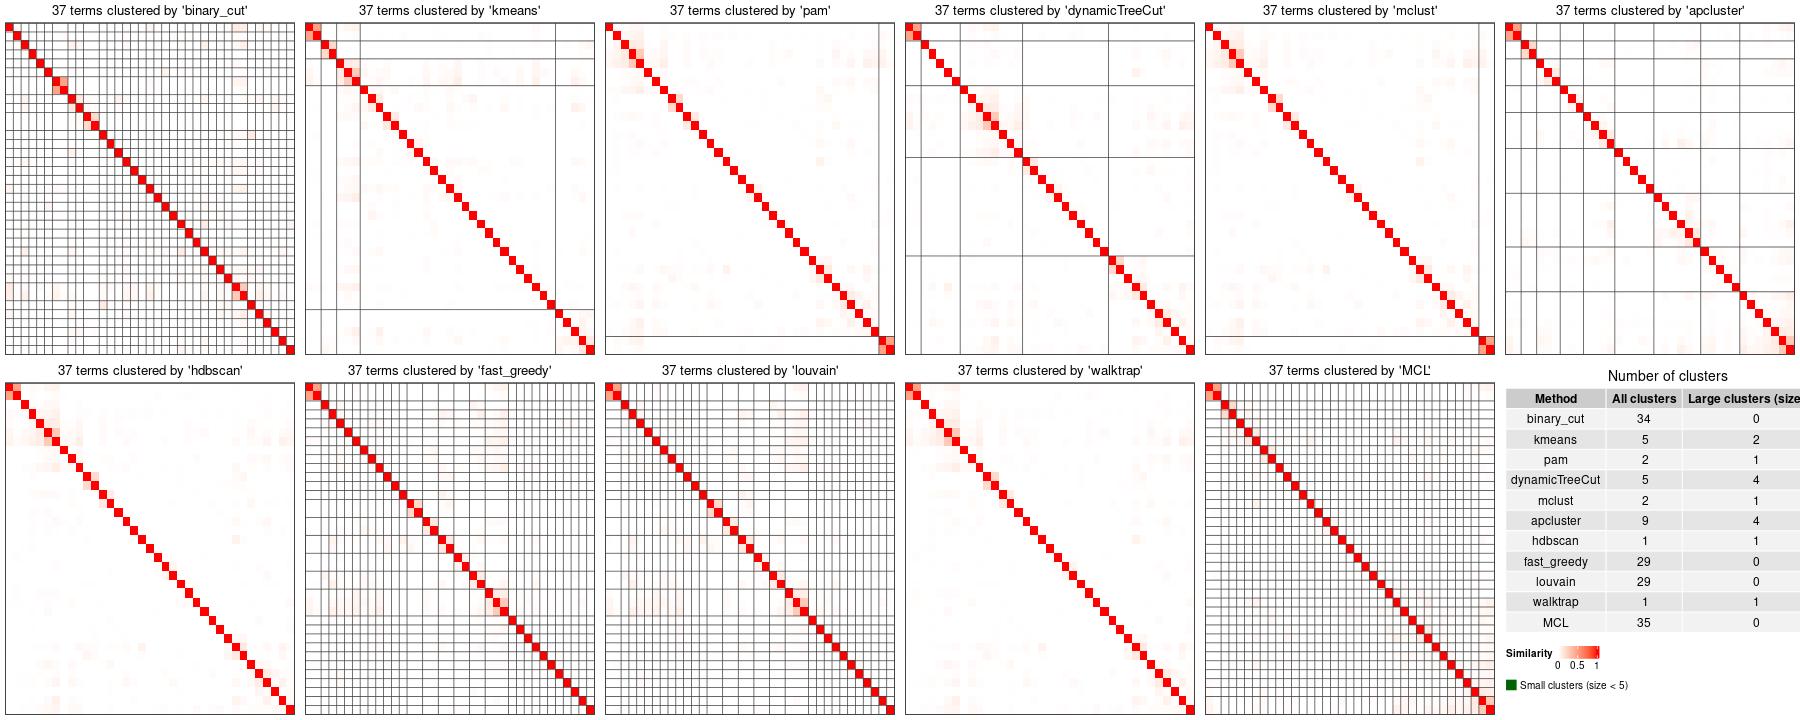 37 terms clustered by 'binary_cut'
37 terms clustered by 'kmeans'
37 terms clustered by 'pam'
37 terms clustered by 'dynamicTreeCut'
37 terms clustered by 'mclust'
37 terms clustered by 'apcluster'
37 terms clustered by 'hdbscan'
37 terms clustered by 'fast_greedy'
37 terms clustered by 'louvain'
37 terms clustered by 'walktrap'
37 terms clustered by 'MCL'
Number of clusters
Method All clusters Large clusters (size
binary_cut 34 0
kmeans 5 2
pam 2 1
dynamicTreeCut 5 4
mclust 2 1
apcluster 9 4
hdbscan 1 1
fast_greedy 29 0
louvain 29 0
walktrap 1 1
MCL 35 0
Similarity
0 0.5 1
Small clusters (size < 5)